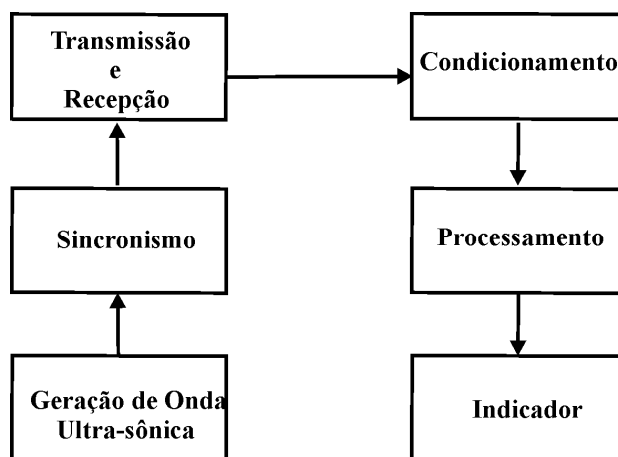 Transmissão
e
Recepção
Condicionamento
Sincronismo
Processamento
Geração de Onda
Ultra-sônica
Indicador